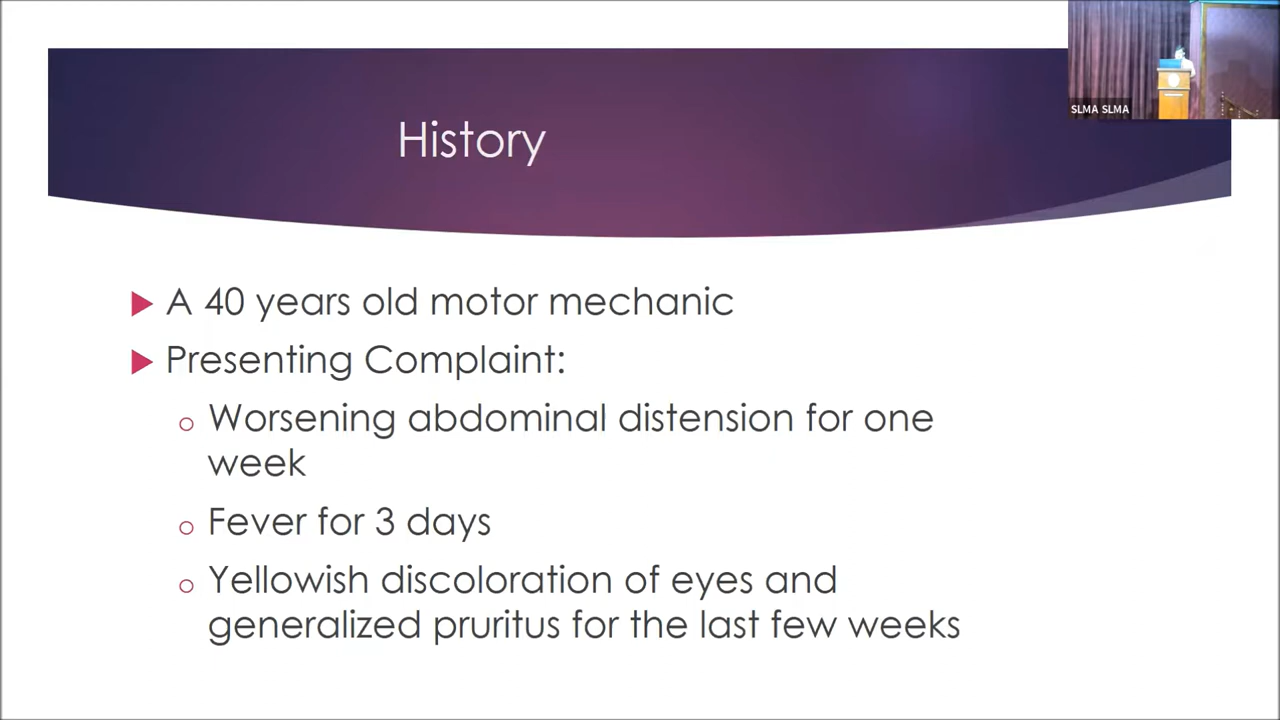 History
SLMA SLMA
A 40 years old motor mechanic
Presenting Complaint:
Worsening abdominal distension for one
week
Fever for 3 days
Yellowish discoloration of eyes and
generalized pruritus for the last few weeks